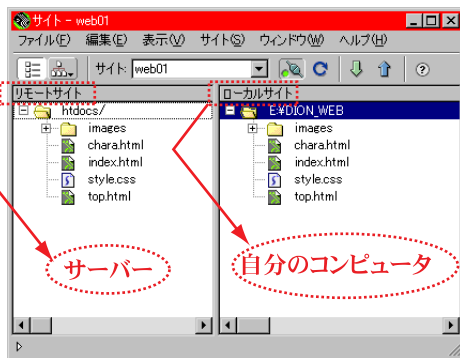 サイト - web01
ファイル(F) 編集(E) 表示(V) サイト(S) ウィンドウ(W) ヘルプ(H)
サイト: web01
リモートサイト
htdocs/
images
chara.html
index.html
style.css
top.html
サーバー
ローカルサイト
E:¥DION_WEB
images
chara.html
index.html
style.css
top.html
自分のコンピュータ